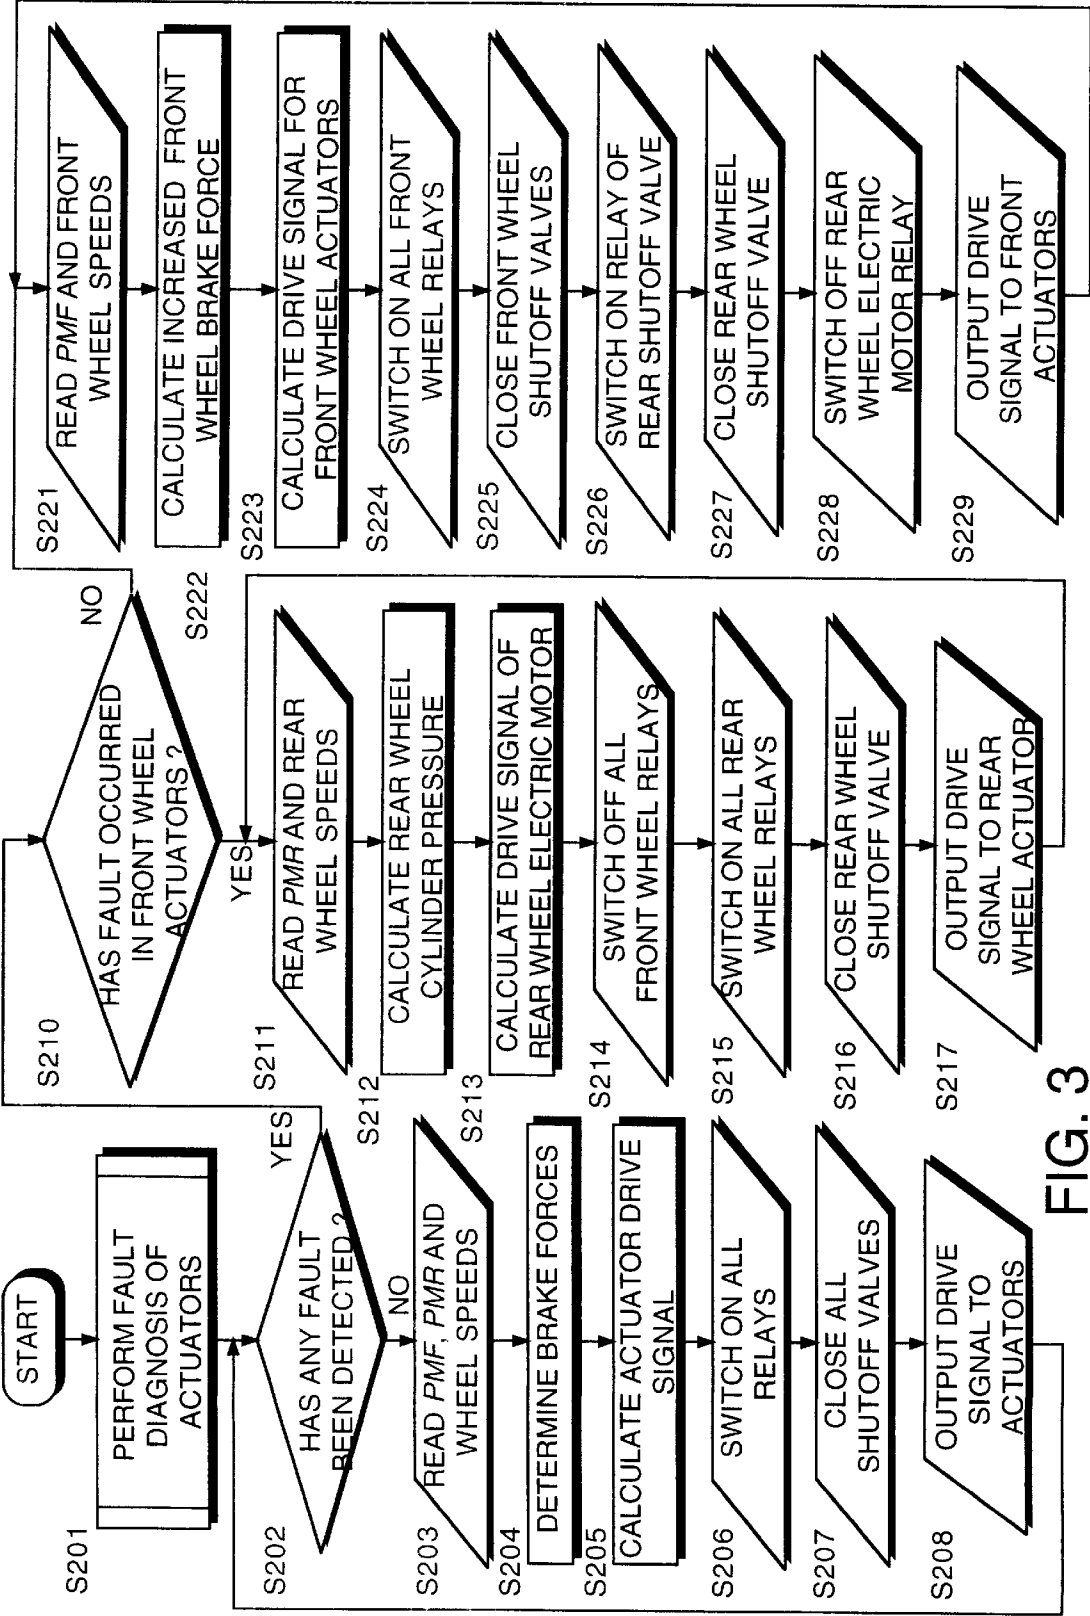 START
S201
PERFORM FAULT
DIAGNOSIS OF
ACTUATORS
S202
HAS ANY FAULT
BEEN DETECTED ?
YES
NO
S203
READ PMF, PMR AND
WHEEL SPEEDS
S204
DETERMINE BRAKE FORCES
S205
CALCULATE ACTUATOR DRIVE
SIGNAL
S206
SWITCH ON ALL
RELAYS
S207
CLOSE ALL
SHUTOFF VALVES
S208
OUTPUT DRIVE
SIGNAL TO
ACTUATORS
S210
HAS FAULT OCCURRED
IN FRONT WHEEL
ACTUATORS ?
NO
YES
S211
READ PMR AND REAR
WHEEL SPEEDS
S212
CALCULATE REAR WHEEL
CYLINDER PRESSURE
S213
CALCULATE DRIVE SIGNAL OF
REAR WHEEL ELECTRIC MOTOR
S214
SWITCH OFF ALL
FRONT WHEEL RELAYS
S215
SWITCH ON ALL REAR
WHEEL RELAYS
S216
CLOSE REAR WHEEL
SHUTOFF VALVE
S217
OUTPUT DRIVE
SIGNAL TO REAR
WHEEL ACTUATOR
S221
READ PMF AND FRONT
WHEEL SPEEDS
S222
CALCULATE INCREASED FRONT
WHEEL BRAKE FORCE
S223
CALCULATE DRIVE SIGNAL FOR
FRONT WHEEL ACTUATORS
S224
SWITCH ON ALL FRONT
WHEEL RELAYS
S225
CLOSE FRONT WHEEL
SHUTOFF VALVES
S226
SWITCH ON RELAY OF
REAR SHUTOFF VALVE
S227
CLOSE REAR WHEEL
SHUTOFF VALVE
S228
SWITCH OFF REAR
WHEEL ELECTRIC
MOTOR RELAY
S229
OUTPUT DRIVE
SIGNAL TO FRONT
ACTUATORS
FIG. 3